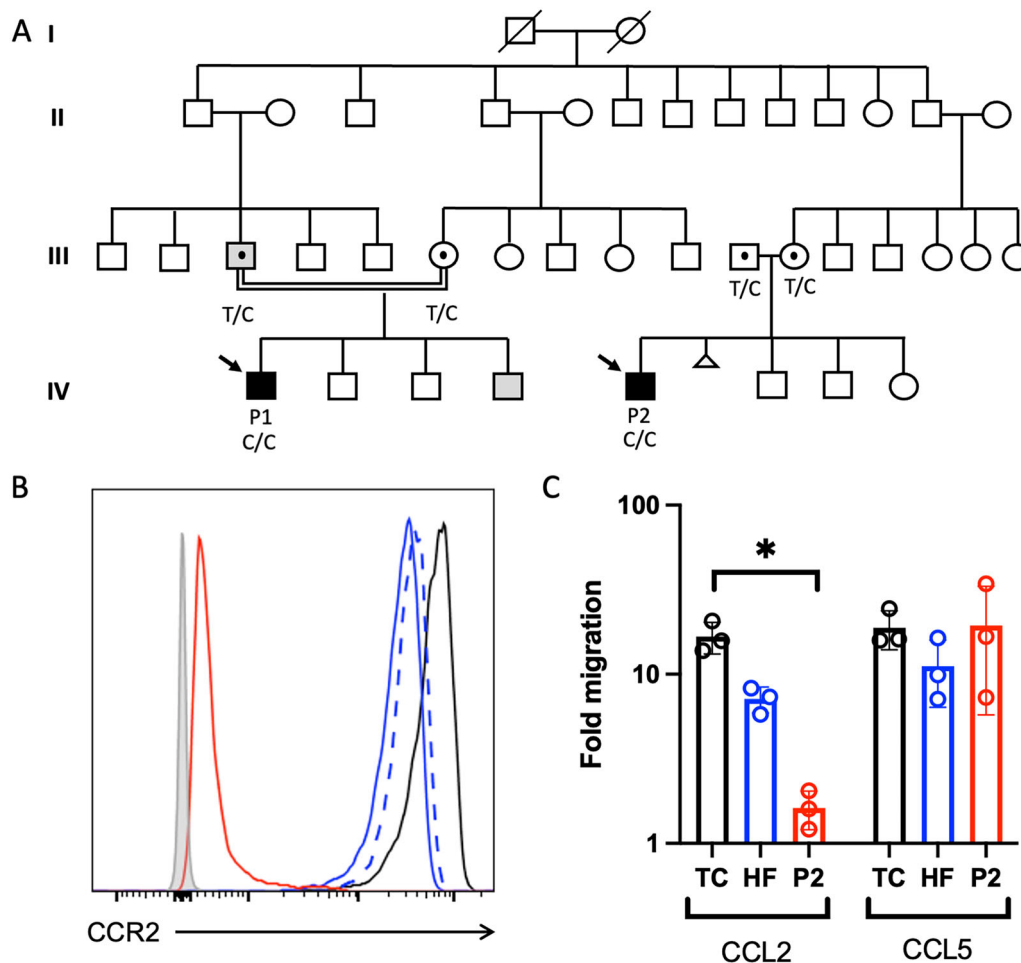 A I
II
III
T/C T/C T/C T/C
IV
P1 P2
C/C C/C
B C
100
*
10
1
Fold migration
TC HF P2 TC HF P2
CCR2
CCL2 CCL5